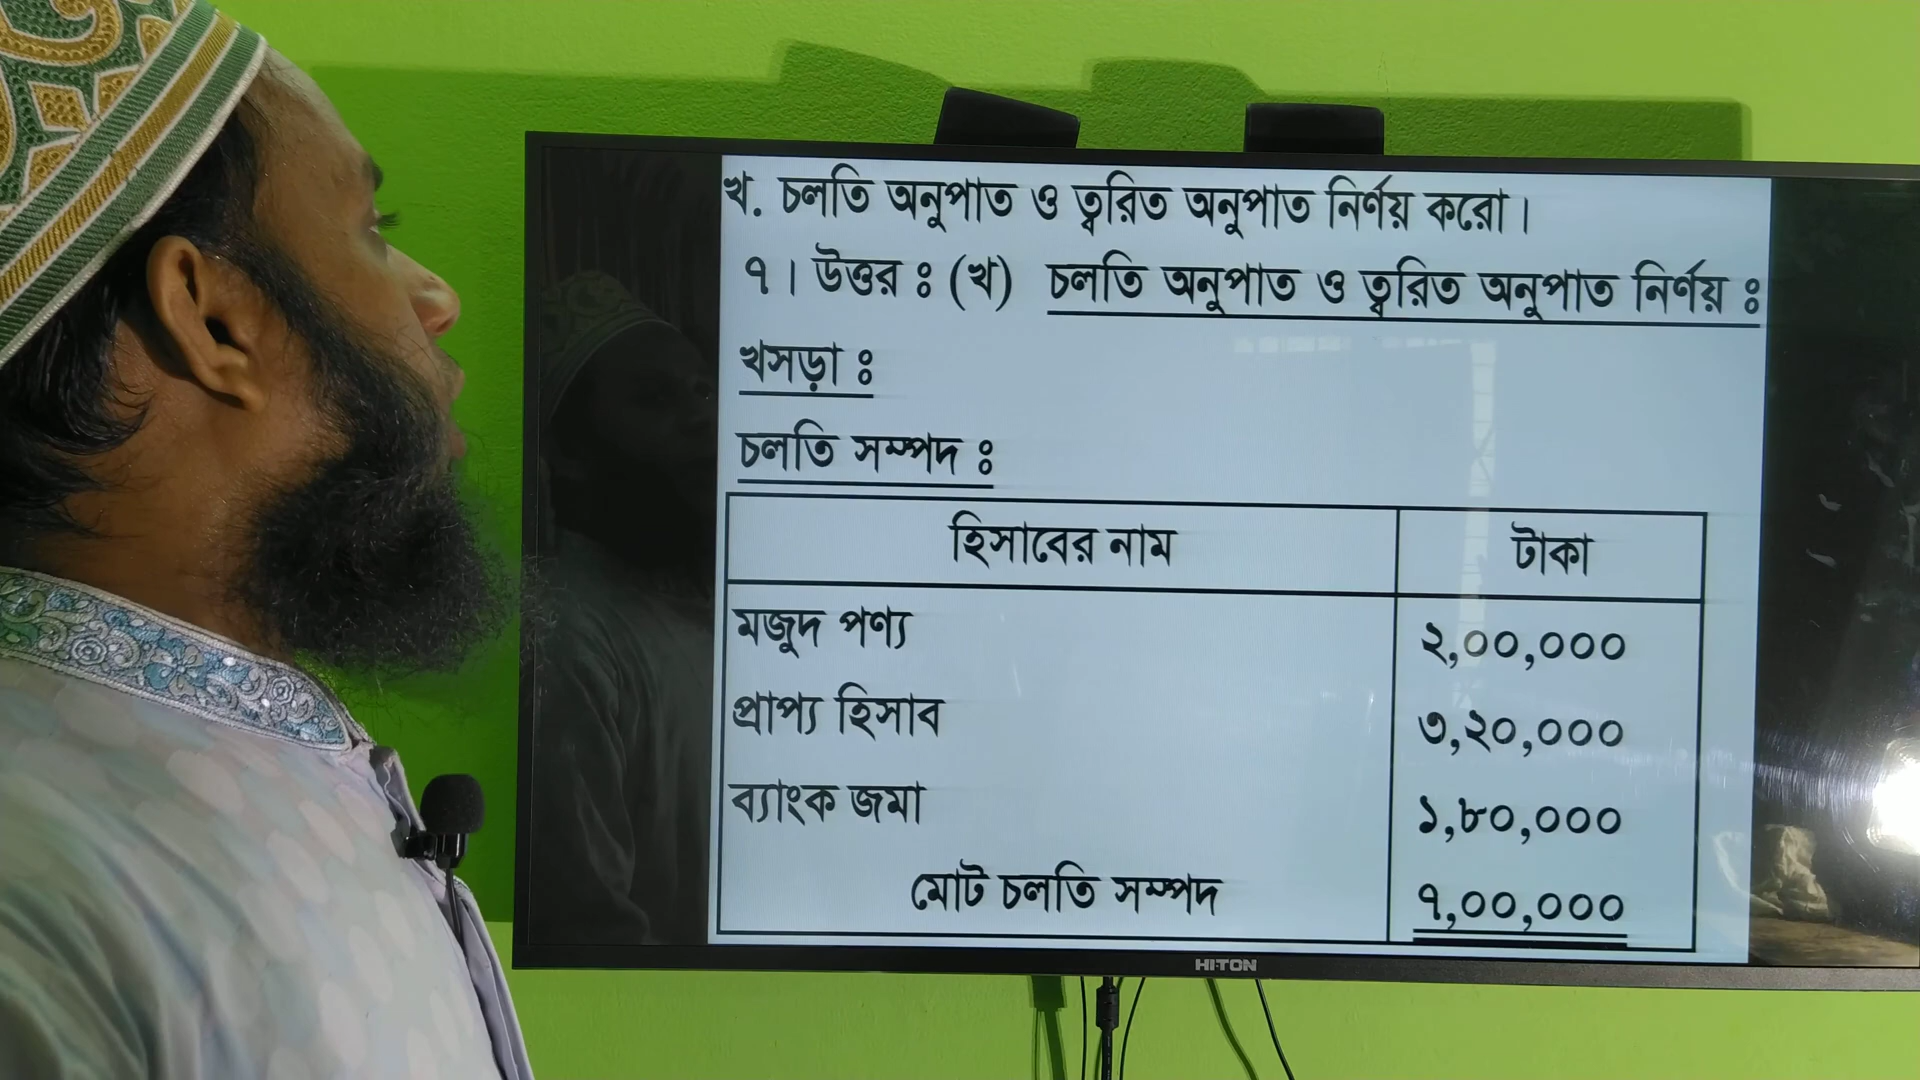 খ. চলতি অনুপাত ও ত্বরিত অনুপাত নির্ণয় করো।
৭। উত্তর ঃ (খ) চলতি অনুপাত ও ত্বরিত অনুপাত নির্ণয় ঃ
খসড়া ঃ
চলতি সম্পদ ঃ
হিসাবের নাম টাকা
মজুদ পণ্য ২,০০,০০০
প্রাপ্য হিসাব ৩,২০,০০০
ব্যাংক জমা ১,৮০,০০০
মোট চলতি সম্পদ ৭,০০,০০০
HITON